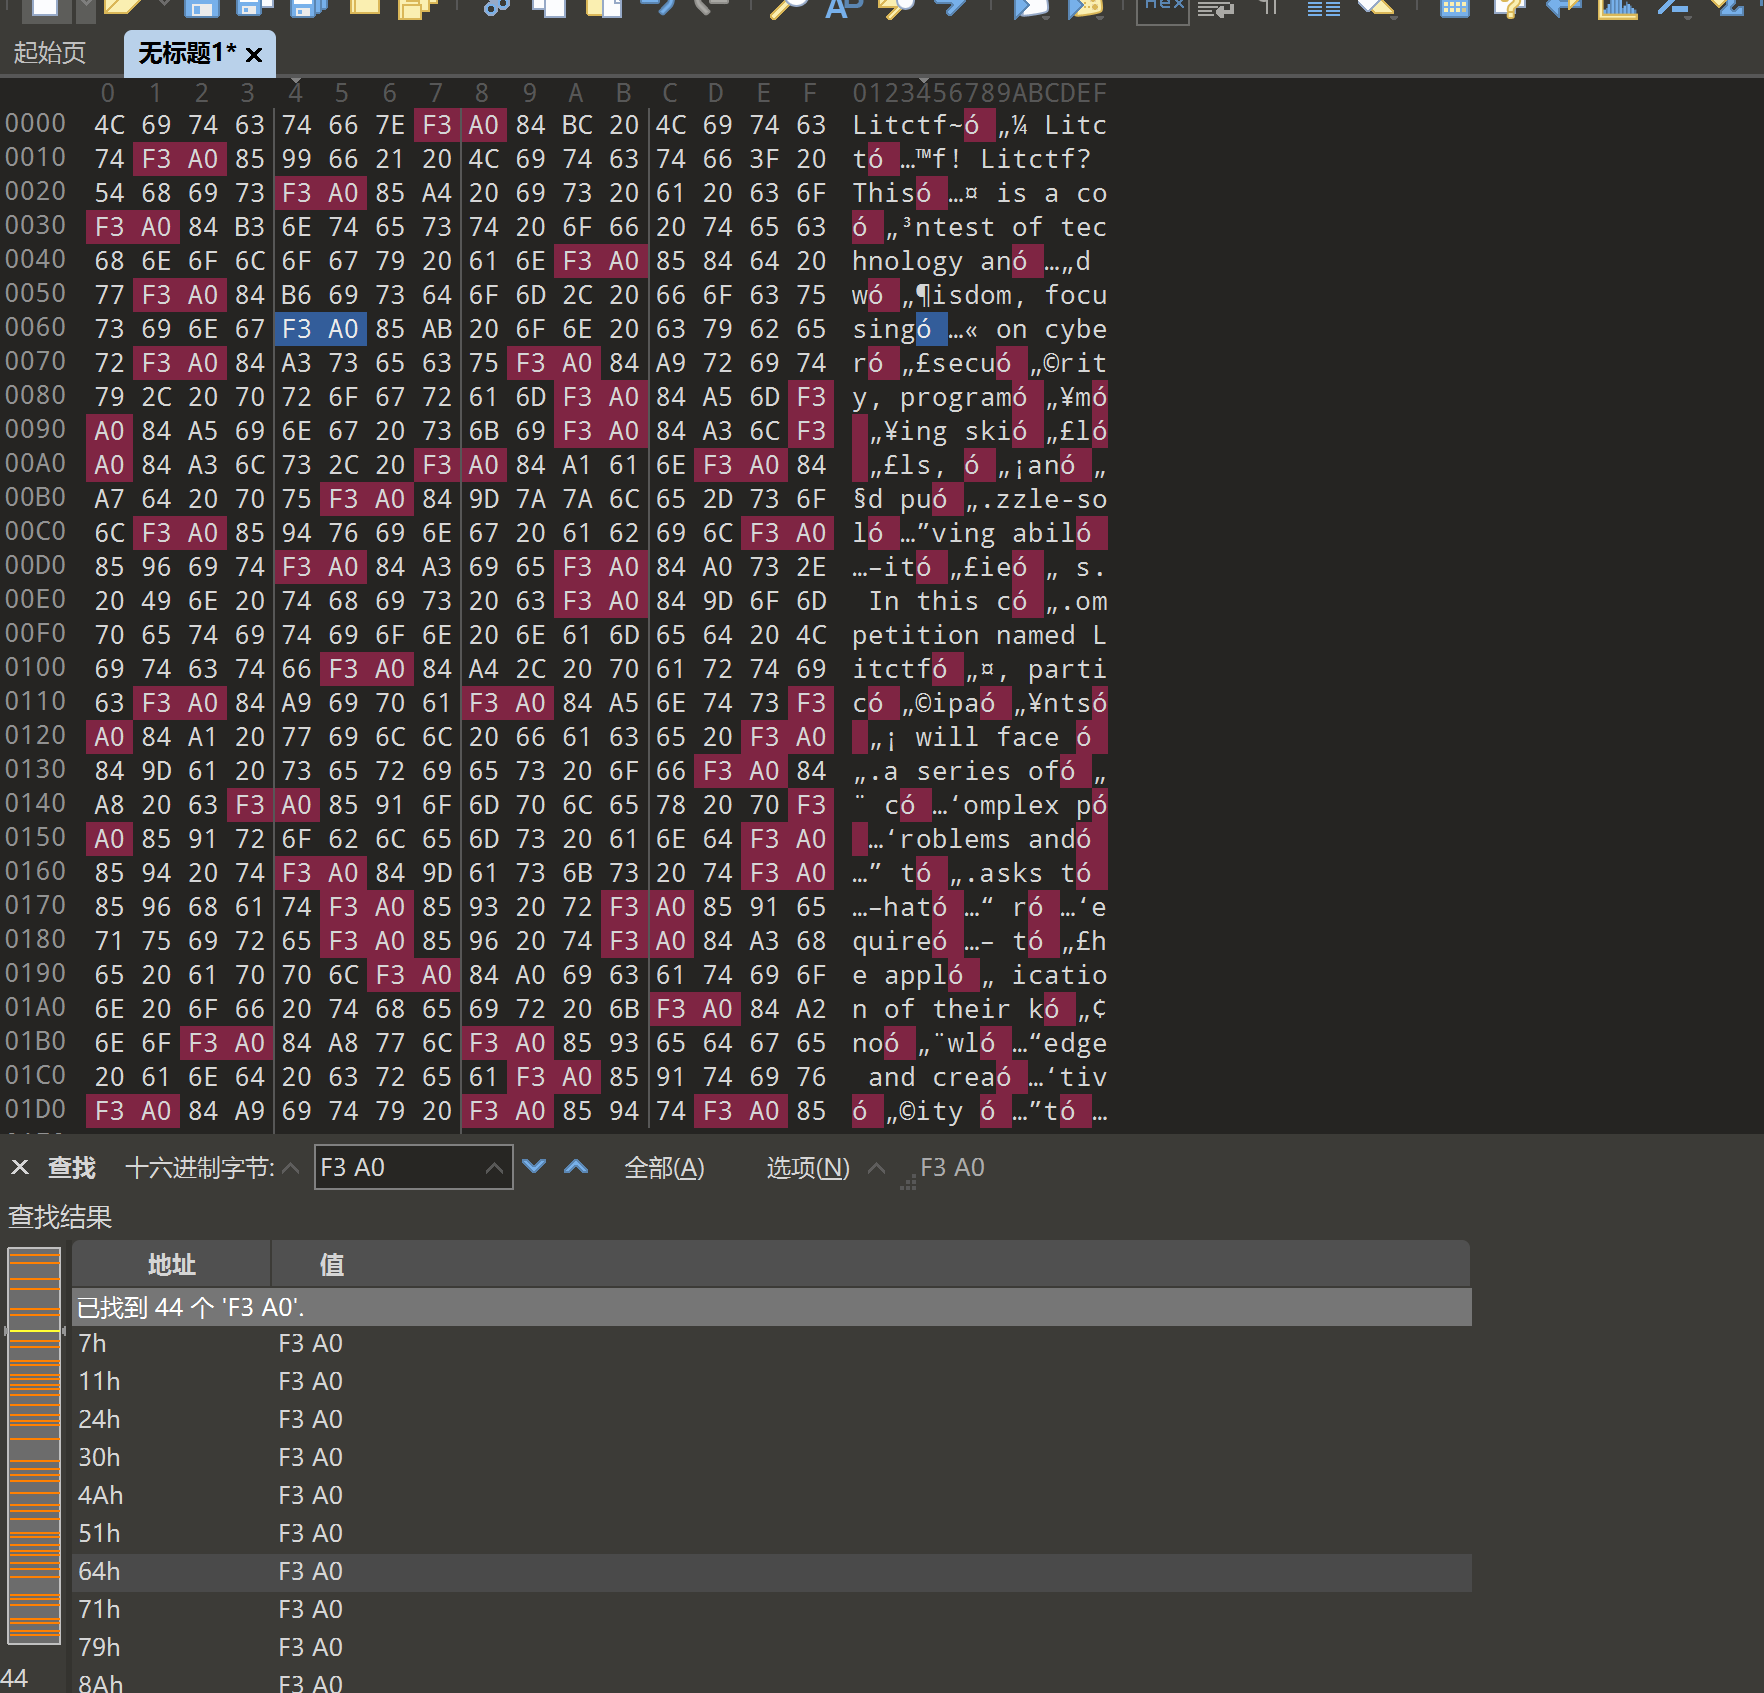 Hex
起始页
无标题1* ×
0 1 2 3 4 5 6 7 8 9 A B C D E F 0123456789ABCDEF
0000 4C 69 74 63 74 66 7E F3 A0 84 BC 20 4C 69 74 63 Litctf~ó „¼ Litc
0010 74 F3 A0 85 99 66 21 20 4C 69 74 63 74 66 3F 20 tó …™f! Litctf?
0020 54 68 69 73 F3 A0 85 A4 20 69 73 20 61 20 63 6F Thisó …¤ is a co
0030 F3 A0 84 B3 6E 74 65 73 74 20 6F 66 20 74 65 63 ó „³ntest of tec
0040 68 6E 6F 6C 6F 67 79 20 61 6E F3 A0 85 84 64 20 hnology anó …„d
0050 77 F3 A0 84 B6 69 73 64 6F 6D 2C 20 66 6F 63 75 wó „¶isdom, focu
0060 73 69 6E 67 F3 A0 85 AB 20 6F 6E 20 63 79 62 65 singó …« on cybe
0070 72 F3 A0 84 A3 73 65 63 75 F3 A0 84 A9 72 69 74 ró „£secuó „©rit
0080 79 2C 20 70 72 6F 67 72 61 6D F3 A0 84 A5 6D F3 y, programó „¥mó
0090 A0 84 A5 69 6E 67 20 73 6B 69 F3 A0 84 A3 6C F3 „¥ing skió „£ló
00A0 A0 84 A3 6C 73 2C 20 F3 A0 84 A1 61 6E F3 A0 84 „£ls, ó „¡anó „
00B0 A7 64 20 70 75 F3 A0 84 9D 7A 7A 6C 65 2D 73 6F §d puó „.zzle-so
00C0 6C F3 A0 85 94 76 69 6E 67 20 61 62 69 6C F3 A0 ló …”ving abiló
00D0 85 96 69 74 F3 A0 84 A3 69 65 F3 A0 84 A0 73 2E …–itó „£ieó „ s.
00E0 20 49 6E 20 74 68 69 73 20 63 F3 A0 84 9D 6F 6D In this có „.om
00F0 70 65 74 69 74 69 6F 6E 20 6E 61 6D 65 64 20 4C petition named L
0100 69 74 63 74 66 F3 A0 84 A4 2C 20 70 61 72 74 69 itctfó „¤, parti
0110 63 F3 A0 84 A9 69 70 61 F3 A0 84 A5 6E 74 73 F3 có „©ipaó „¥ntsó
0120 A0 84 A1 20 77 69 6C 6C 20 66 61 63 65 20 F3 A0 „¡ will face ó
0130 84 9D 61 20 73 65 72 69 65 73 20 6F 66 F3 A0 84 „.a series ofó „
0140 A8 20 63 F3 A0 85 91 6F 6D 70 6C 65 78 20 70 F3 ¨ có …‘omplex pó
0150 A0 85 91 72 6F 62 6C 65 6D 73 20 61 6E 64 F3 A0 …‘roblems andó
0160 85 94 20 74 F3 A0 84 9D 61 73 6B 73 20 74 F3 A0 …” tó „.asks tó
0170 85 96 68 61 74 F3 A0 85 93 20 72 F3 A0 85 91 65 …–ható …“ ró …‘e
0180 71 75 69 72 65 F3 A0 85 96 20 74 F3 A0 84 A3 68 quireó …– tó „£h
0190 65 20 61 70 70 6C F3 A0 84 A0 69 63 61 74 69 6F e appló „ icatio
01A0 6E 20 6F 66 20 74 68 65 69 72 20 6B F3 A0 84 A2 n of their kó „¢
01B0 6E 6F F3 A0 84 A8 77 6C F3 A0 85 93 65 64 67 65 noó „¨wló …“edge
01C0 20 61 6E 64 20 63 72 65 61 F3 A0 85 91 74 69 76 and creaó …‘tiv
01D0 F3 A0 84 A9 69 74 79 20 F3 A0 85 94 74 F3 A0 85 ó „©ity ó …”tó …
× 查找 十六进制字节: F3 A0 全部(A) 选项(N) F3 A0
查找结果
地址 值
已找到 44 个 'F3 A0'.
7h F3 A0
11h F3 A0
24h F3 A0
30h F3 A0
4Ah F3 A0
51h F3 A0
64h F3 A0
71h F3 A0
79h F3 A0
44
8Ah F3 A0